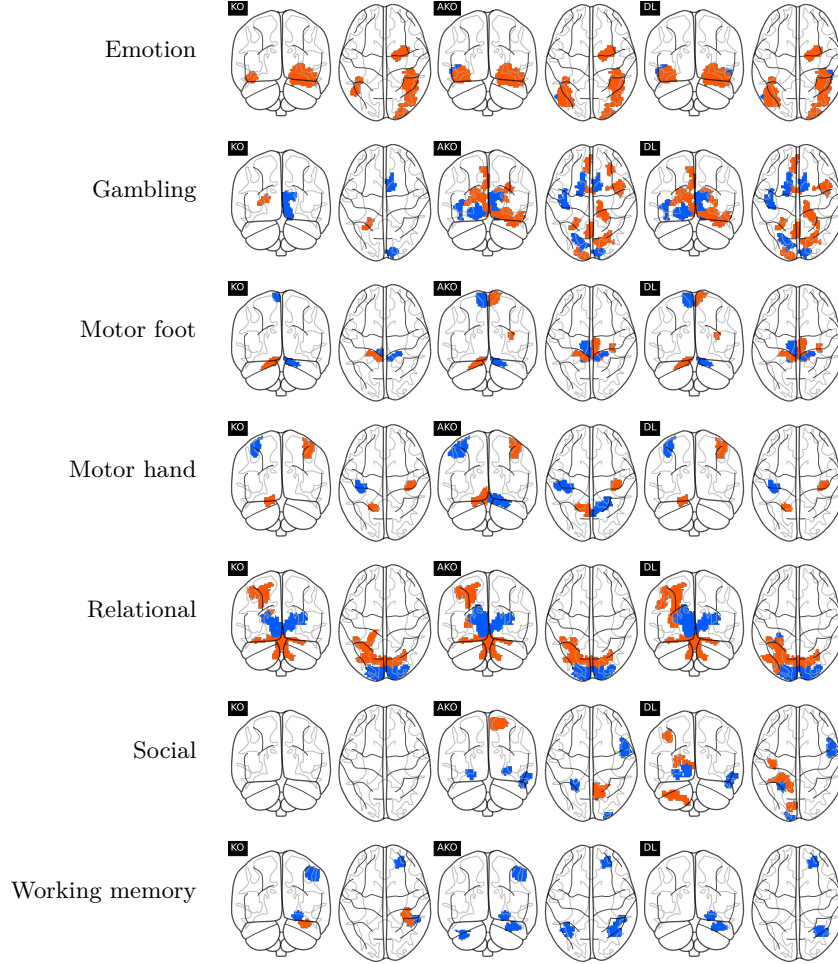 Emotion KO AKO DL
Gambling KO AKO DL
Motor foot KO AKO DL
Motor hand KO AKO DL
Relational KO AKO DL
Social KO AKO DL
Working memory KO AKO DL